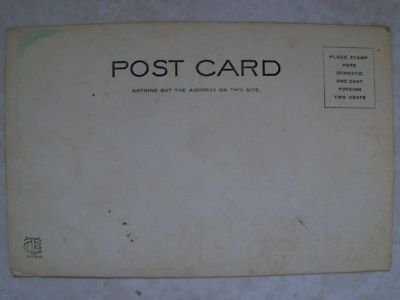 POST CARD
NOTHING BUT THE ADDRESS ON THIS SIDE.
PLACE STAMP
HERE
DOMESTIC
ONE CENT
FOREIGN
TWO CENTS